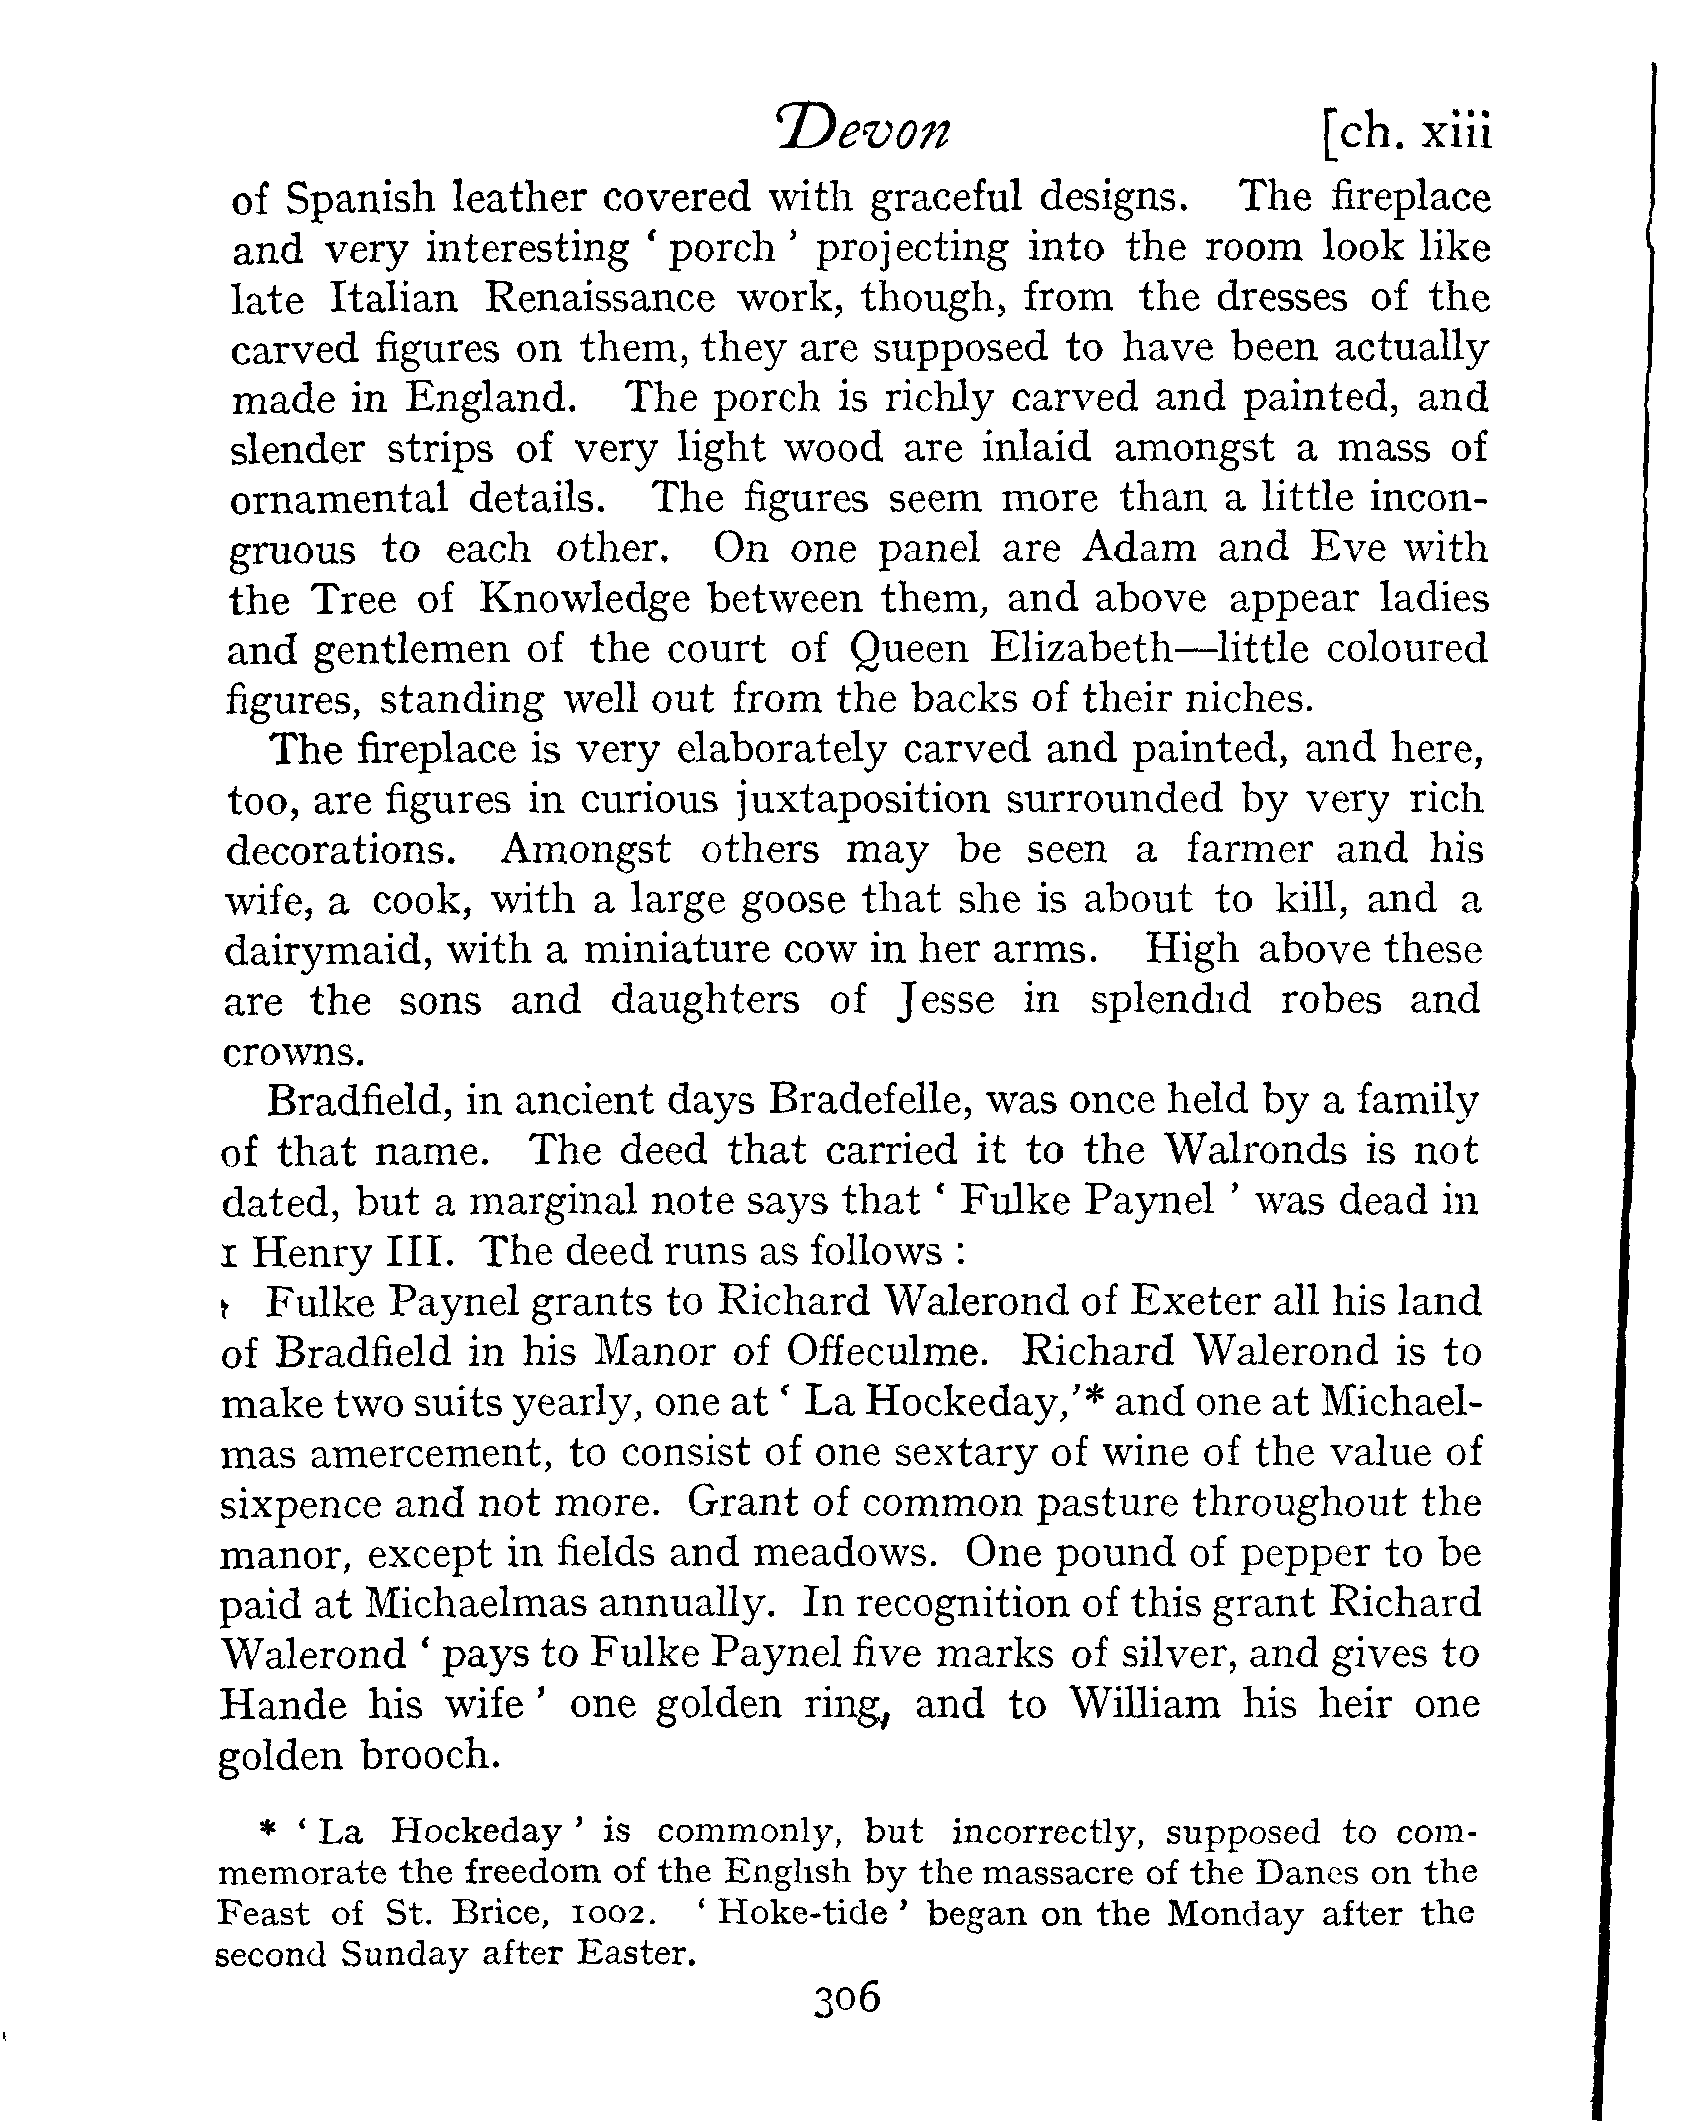 Devon [ch. xiii
of Spanish leather covered with graceful designs. The fireplace
and very interesting ‘ porch ’ projecting into the room look like
late Italian Renaissance work, though, from the dresses of the
carved figures on them, they are supposed to have been actually
made in England. The porch is richly carved and painted, and
slender strips of very light wood are inlaid amongst a mass of
ornamental details. The figures seem more than a little incon-
gruous to each other. On one panel are Adam and Eve with
the Tree of Knowledge between them, and above appear ladies
and gentlemen of the court of Queen Elizabeth—little coloured
figures, standing well out from the backs of their niches.
The fireplace is very elaborately carved and painted, and here,
too, are figures in curious juxtaposition surrounded by very rich
decorations. Amongst others may be seen a farmer and his
wife, a cook, with a large goose that she is about to kill, and a
dairymaid, with a miniature cow in her arms. High above these
are the sons and daughters of Jesse in splendid robes and
crowns.
Bradfield, in ancient days Bradefelle, was once held by a family
of that name. The deed that carried it to the Walronds is not
dated, but a marginal note says that ‘ Fulke Paynel ’ was dead in
1 Henry III. The deed runs as follows :
Fulke Paynel grants to Richard Walerond of Exeter all his land
of Bradfield in his Manor of Offeculme. Richard Walerond is to
make two suits yearly, one at ‘ La Hockeday,’* and one at Michael-
mas amercement, to consist of one sextary of wine of the value of
sixpence and not more. Grant of common pasture throughout the
manor, except in fields and meadows. One pound of pepper to be
paid at Michaelmas annually. In recognition of this grant Richard
Walerond ‘ pays to Fulke Paynel five marks of silver, and gives to
Hande his wife ’ one golden ring, and to William his heir one
golden brooch.
* ‘ La Hockeday ’ is commonly, but incorrectly, supposed to com-
memorate the freedom of the English by the massacre of the Danes on the
Feast of St. Brice, 1002. ‘ Hoke-tide ’ began on the Monday after the
second Sunday after Easter.
306